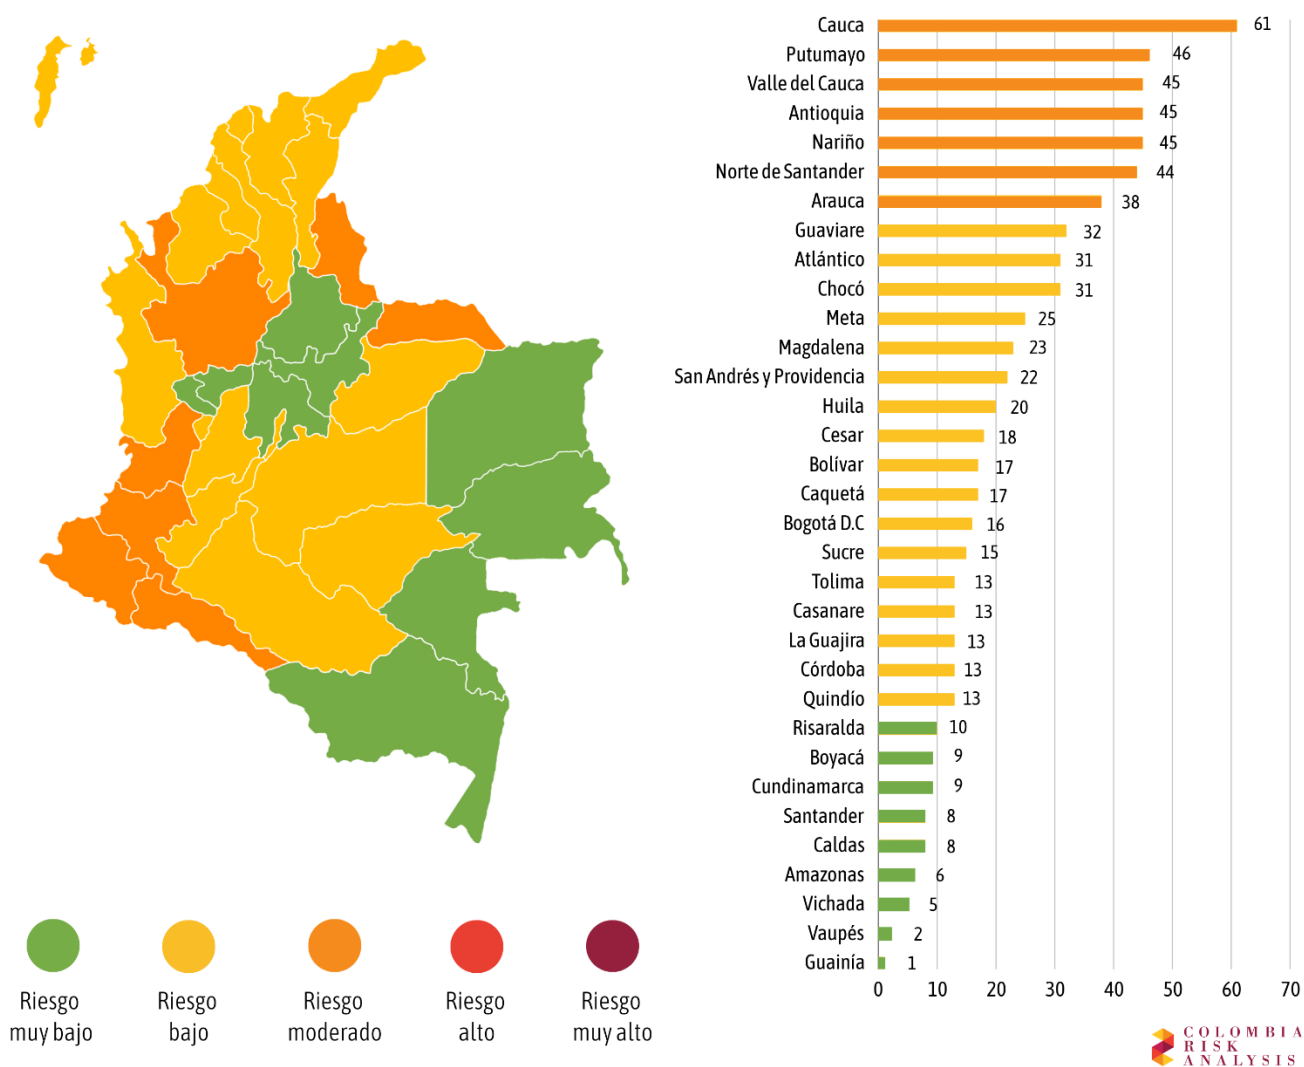 Cauca 61
Putumayo 46
Valle del Cauca 45
Antioquia 45
Nariño 45
Norte de Santander 44
Arauca 38
Guaviare 32
Atlántico 31
Chocó 31
Meta 25
Magdalena 23
San Andrés y Providencia 22
Huila 20
Cesar 18
Bolívar 17
Caquetá 17
Bogotá D.C 16
Sucre 15
Tolima 13
Casanare 13
La Guajira 13
Córdoba 13
Quindío 13
Risaralda 10
Boyacá 9
Cundinamarca 9
Santander 8
Caldas 8
Amazonas 6
Vichada 5
Vaupés 2
Guainía 1
0 10 20 30 40 50 60 70
Riesgo
muy bajo
Riesgo
bajo
Riesgo
moderado
Riesgo
alto
Riesgo
muy alto
COLOMBIA
RISK
ANALYSIS